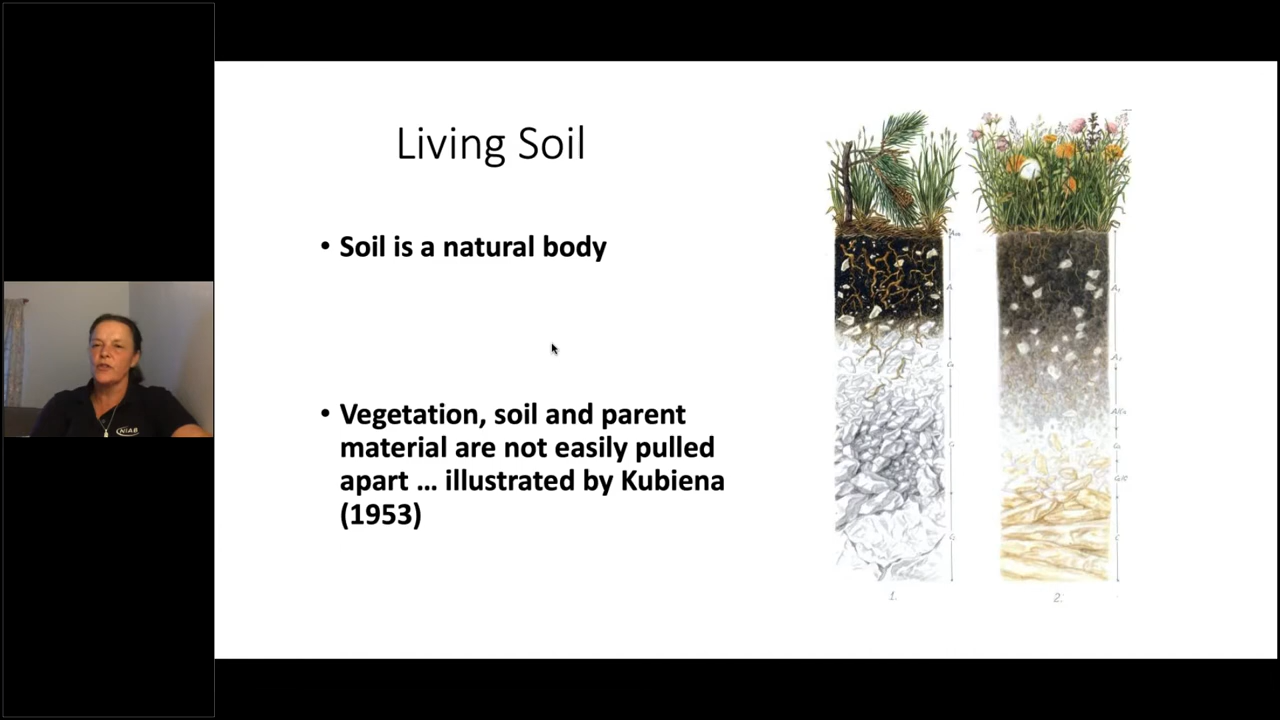 Living Soil
• Soil is a natural body
• Vegetation, soil and parent
material are not easily pulled
apart … illustrated by Kubiena
(1953)
NIAB
1.
2.